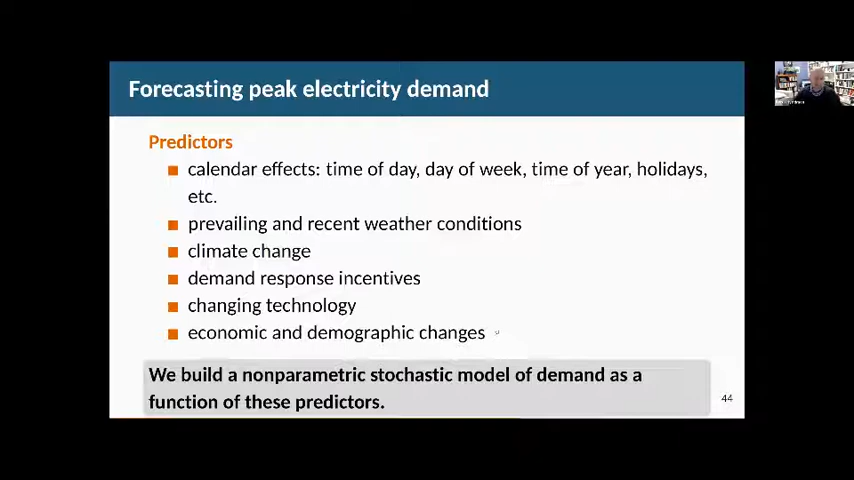 Forecasting peak electricity demand
Predictors
calendar effects: time of day, day of week, time of year, holidays,
etc.
prevailing and recent weather conditions
climate change
demand response incentives
changing technology
economic and demographic changes
We build a nonparametric stochastic model of demand as a
function of these predictors.
44